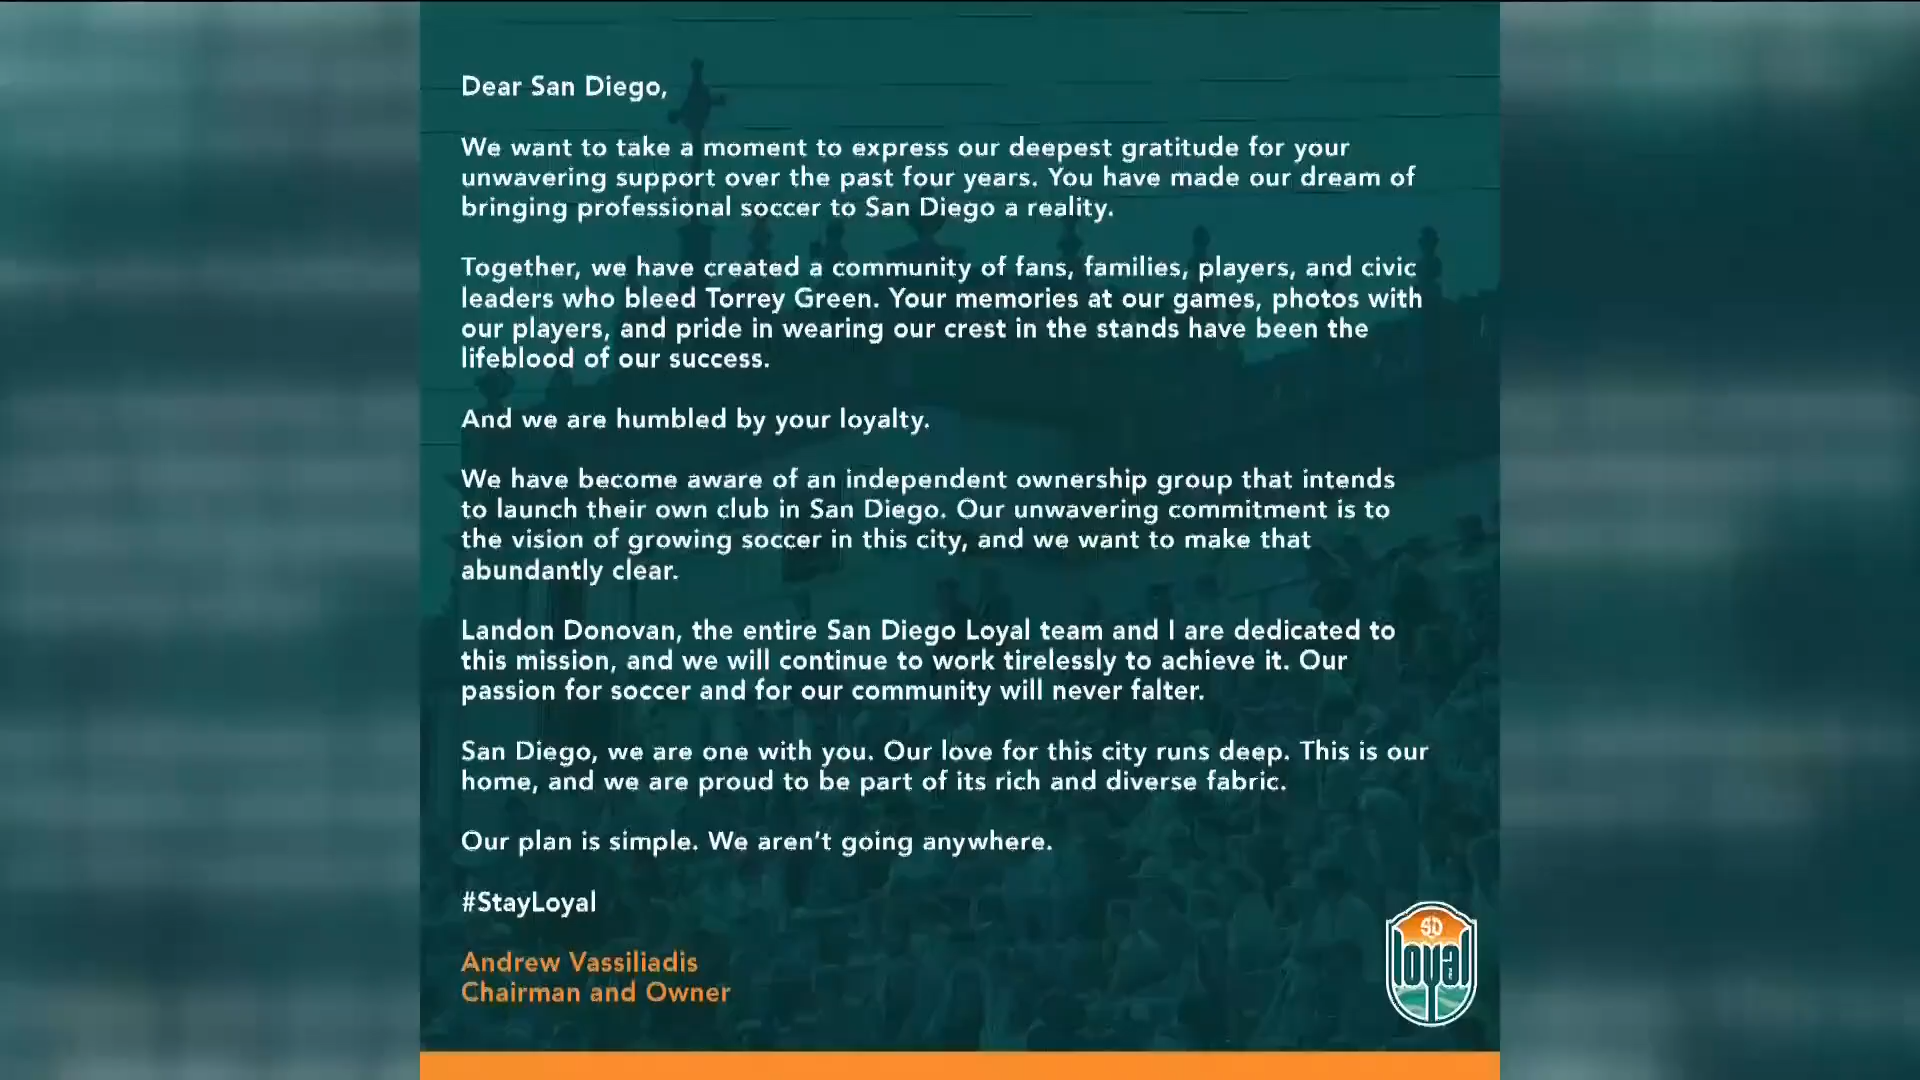 Dear San Diego,
We want to take a moment to express our deepest gratitude for your
unwavering support over the past four years. You have made our dream of
bringing professional soccer to San Diego a reality.
Together, we have created a community of fans, families, players, and civic
leaders who bleed Torrey Green. Your memories at our games, photos with
our players, and pride in wearing our crest in the stands have been the
lifeblood of our success.
And we are humbled by your loyalty.
We have become aware of an independent ownership group that intends
to launch their own club in San Diego. Our unwavering commitment is to
the vision of growing soccer in this city, and we want to make that
abundantly clear.
Landon Donovan, the entire San Diego Loyal team and I are dedicated to
this mission, and we will continue to work tirelessly to achieve it. Our
passion for soccer and for our community will never falter.
San Diego, we are one with you. Our love for this city runs deep. This is our
home, and we are proud to be part of its rich and diverse fabric.
Our plan is simple. We aren't going anywhere.
#StayLoyal
Andrew Vassiliadis
Chairman and Owner
SD
loyal